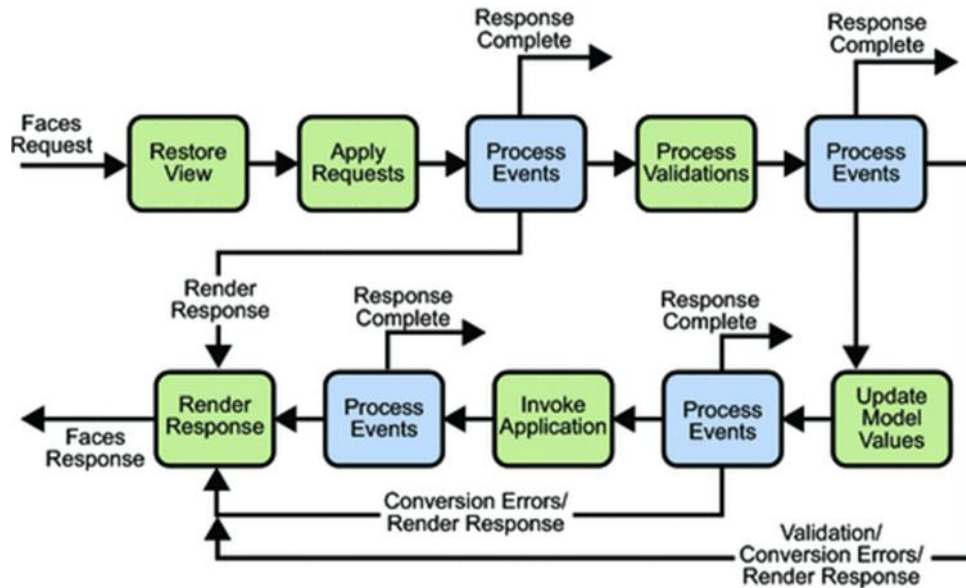 Response
Complete
Response
Complete
Faces
Request
Restore
View
Apply
Requests
Process
Events
Process
Validations
Process
Events
Render
Response
Response
Complete
Response
Complete
Render
Response
Process
Events
Invoke
Application
Process
Events
Update
Model
Values
Faces
Response
Conversion Errors/
Render Response
Validation/
Conversion Errors/
Render Response